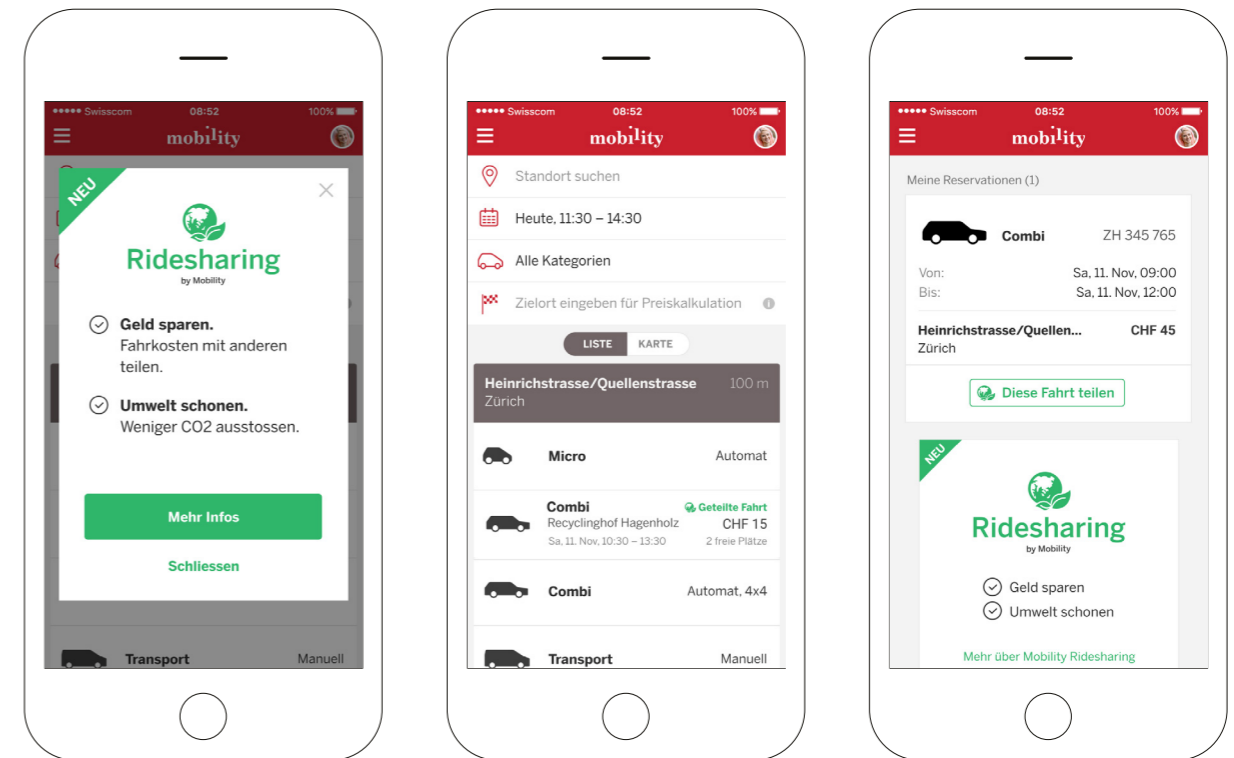 Swisscom 08:52 100%
mobility
NEU
Ridesharing
by Mobility
Geld sparen.
Fahrkosten mit anderen
teilen.
Umwelt schonen.
Weniger CO2 ausstossen.
Mehr Infos
Schliessen
Transport Manuell
Swisscom 08:52 100%
mobility
Standort suchen
Heute, 11:30 – 14:30
Alle Kategorien
Zielort eingeben für Preiskalkulation
LISTE KARTE
Heinrichstrasse/Quellenstrasse 100 m
Zürich
Micro Automat
Combi Geteilte Fahrt
Recyclinghof Hagenholz CHF 15
Sa, 11. Nov, 10:30 – 13:30 2 freie Plätze
Combi Automat, 4x4
Transport Manuell
Swisscom 08:52 100%
mobility
Meine Reservationen (1)
Combi ZH 345 765
Von: Sa, 11. Nov, 09:00
Bis: Sa, 11. Nov, 12:00
Heinrichstrasse/Quellen... CHF 45
Zürich
Diese Fahrt teilen
NEU
Ridesharing
by Mobility
Geld sparen
Umwelt schonen
Mehr über Mobility Ridesharing